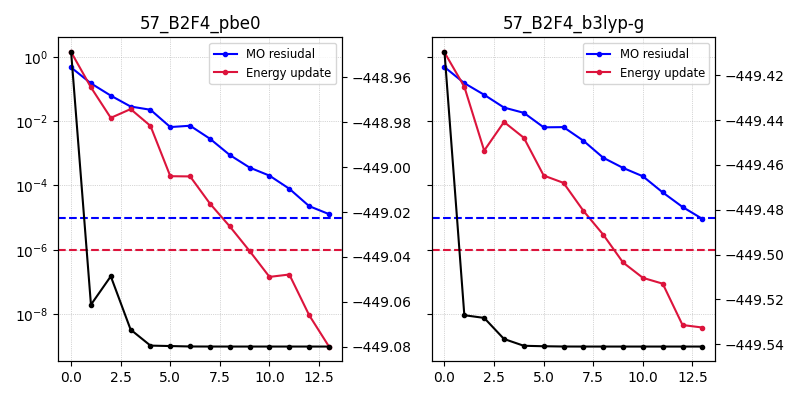 57_B2F4_pbe0
57_B2F4_b3lyp-g
MO resiudal
Energy update
MO resiudal
Energy update
10⁰
10⁻²
10⁻⁴
10⁻⁶
10⁻⁸
−448.96
−448.98
−449.00
−449.02
−449.04
−449.06
−449.08
−449.42
−449.44
−449.46
−449.48
−449.50
−449.52
−449.54
0.0 2.5 5.0 7.5 10.0 12.5
0.0 2.5 5.0 7.5 10.0 12.5